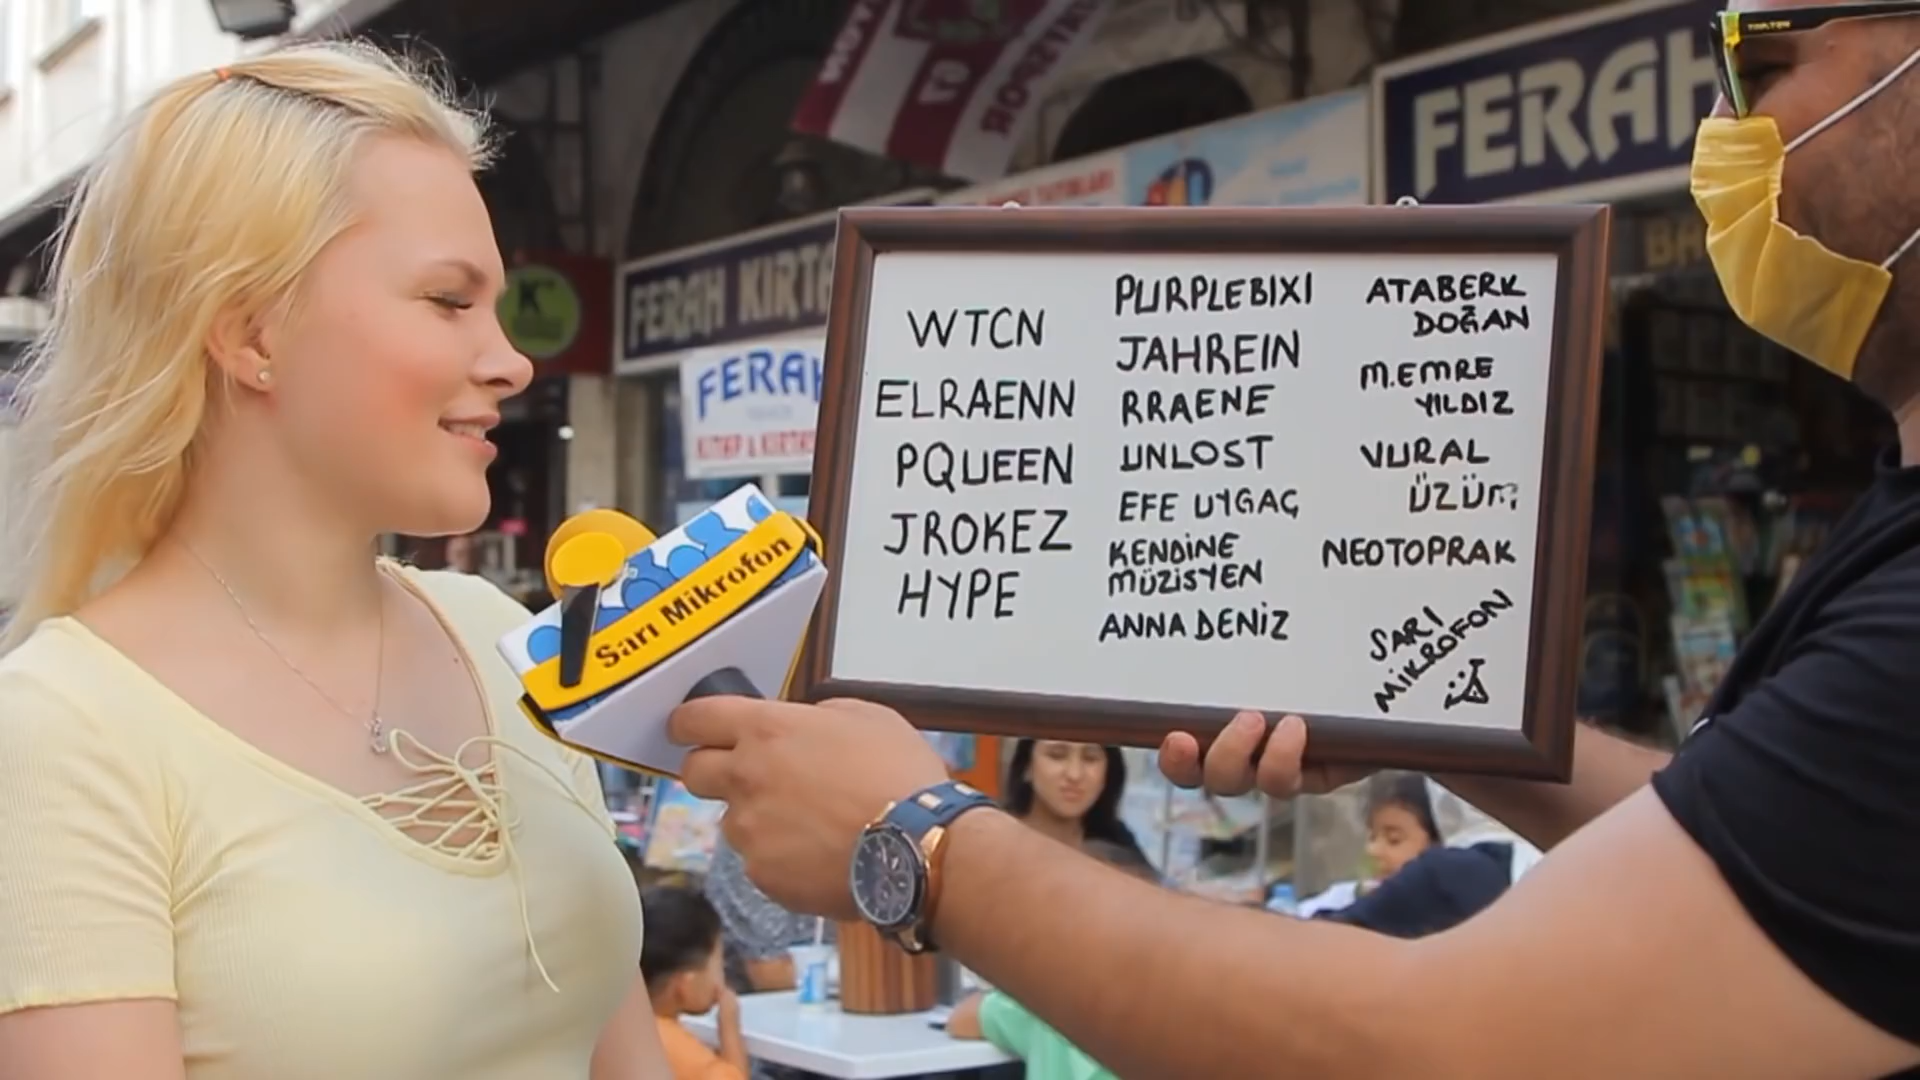 FERAH
FERAH KIRTA
FERAH
WTCN
ELRAENN
PQUEEN
JROKEZ
HYPE
PURPLEBIXI
JAHREIN
RRAENE
UNLOST
EFE UYGAÇ
KENDİNE
MÜZİSYEN
ANNA DENİZ
ATABERK
DOĞAN
M.EMRE
YILDIZ
VURAL
ÜZÜM
NEOTOPRAK
SARI
MİKROFON
Sarı Mikrofon